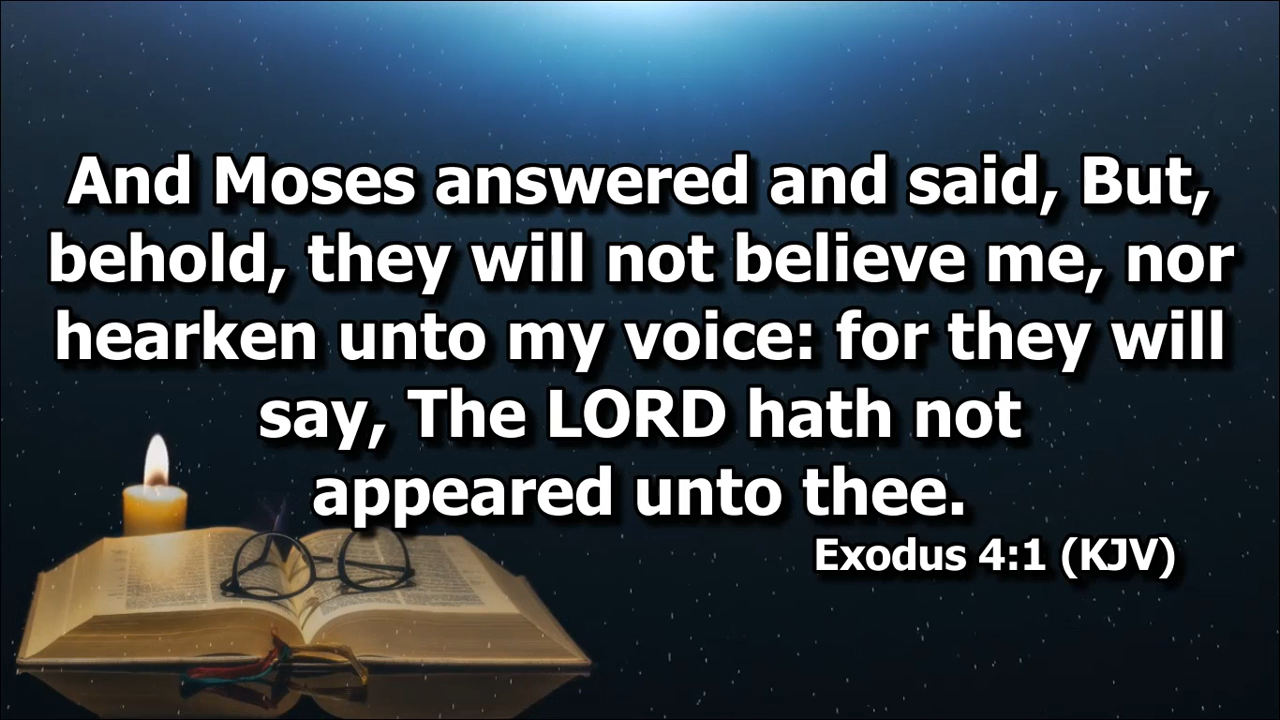 And Moses answered and said, But,
behold, they will not believe me, nor
hearken unto my voice: for they will
say, The LORD hath not
appeared unto thee.
Exodus 4:1 (KJV)